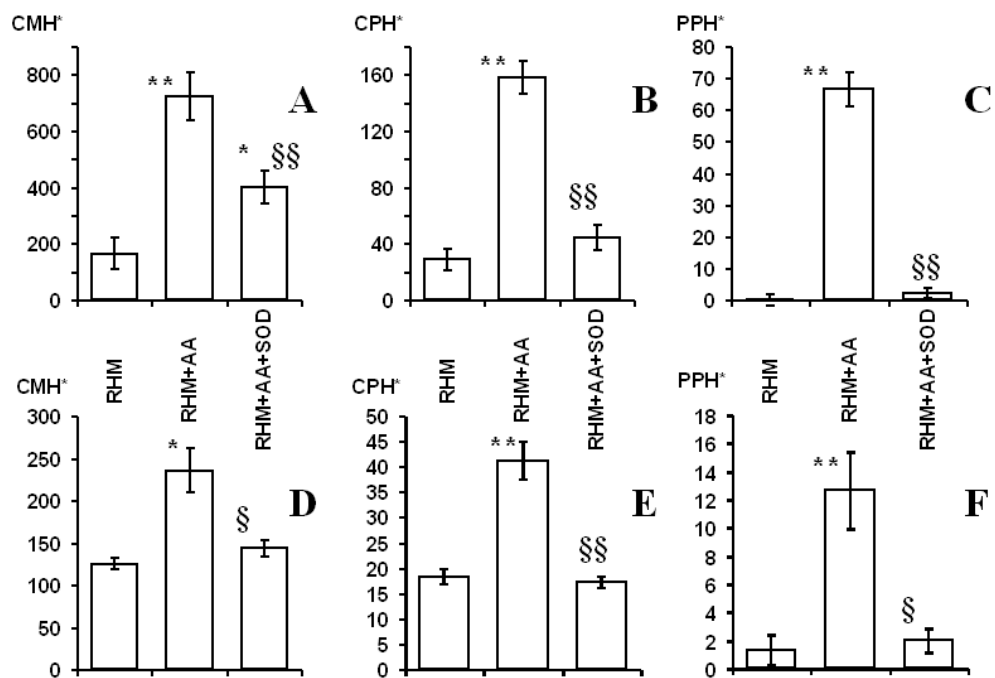 CMH*
800
600
400
200
0
**
*
§§
A
RHM
RHM+AA
RHM+AA+SOD
CPH*
160
120
80
40
0
**
§§
B
RHM
RHM+AA
RHM+AA+SOD
PPH*
80
70
60
50
40
30
20
10
0
**
§§
C
RHM
RHM+AA
RHM+AA+SOD
CMH*
300
250
200
150
100
50
0
*
§
D
CPH*
50
45
40
35
30
25
20
15
10
5
0
**
§§
E
PPH*
18
16
14
12
10
8
6
4
2
0
**
§
F